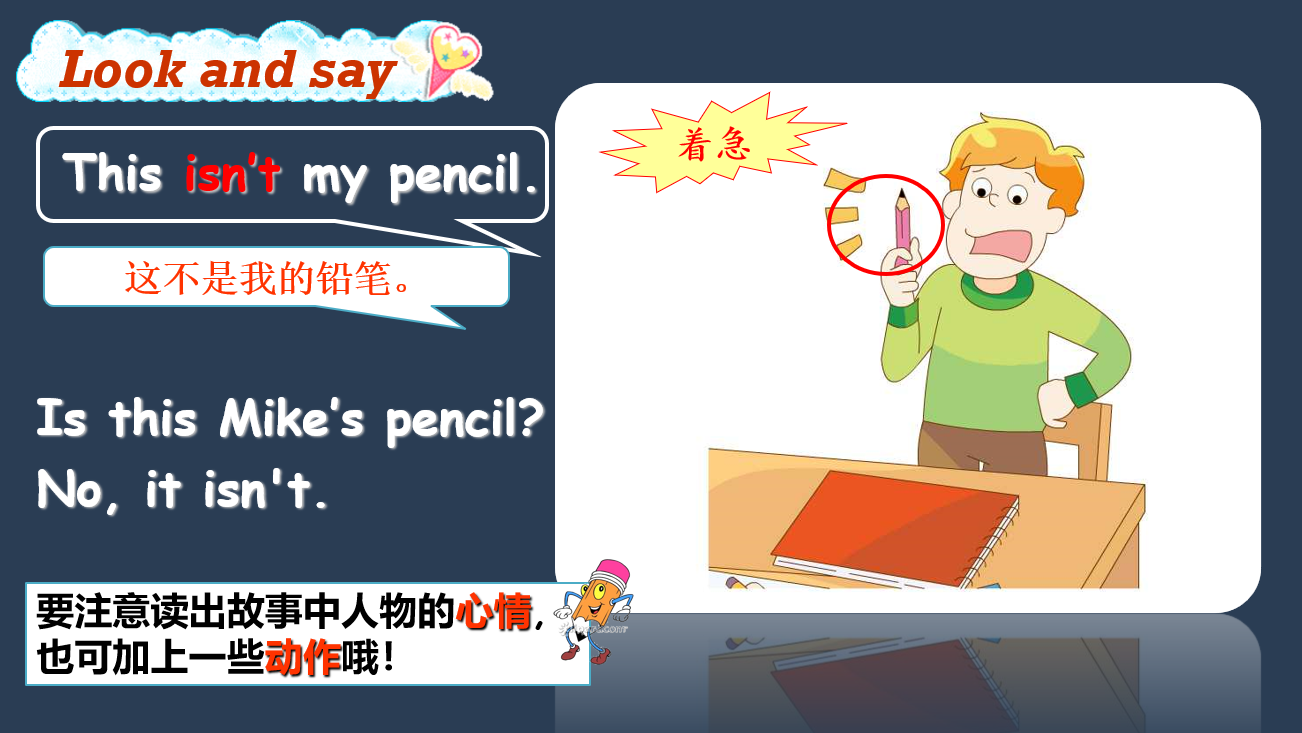 Look and say
This isn't my pencil.
着急
这不是我的铅笔。
Is this Mike's pencil?
No, it isn't.
要注意读出故事中人物的心情,
也可加上一些动作哦!